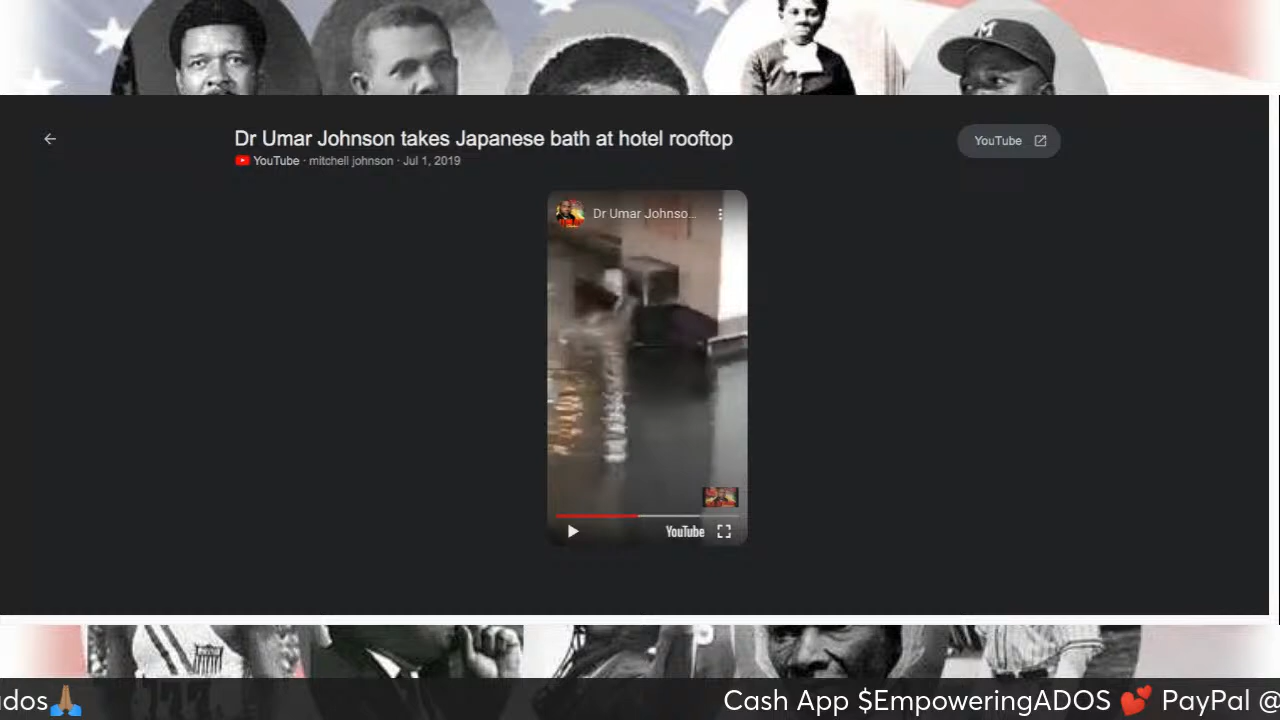 M
Dr Umar Johnson takes Japanese bath at hotel rooftop
YouTube · mitchell johnson · Jul 1, 2019
YouTube
Dr Umar Johnso...
YouTube
ados🙏🏽
Cash App $EmpoweringADOS 💕 PayPal @